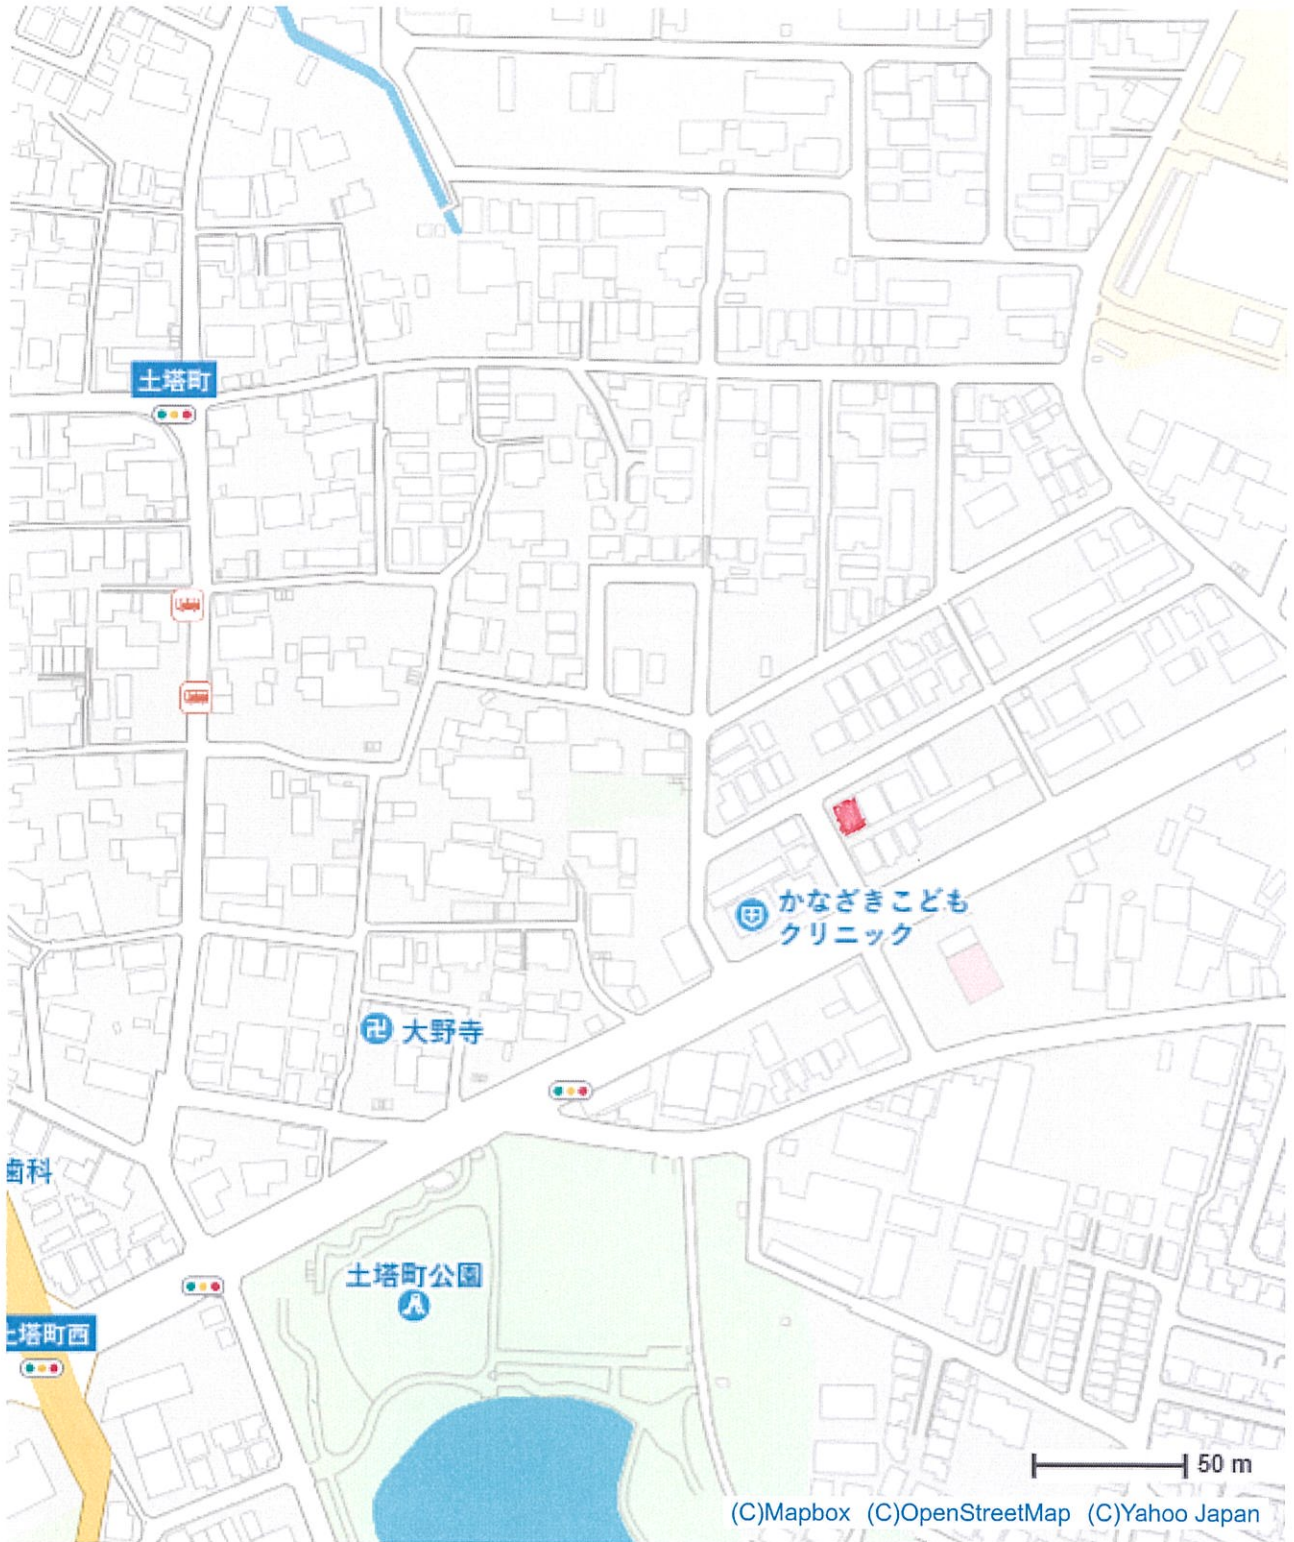 土塔町
かなざきこども
クリニック
大野寺
歯科
土塔町公園
土塔町西
50 m
(C)Mapbox (C)OpenStreetMap (C)Yahoo Japan